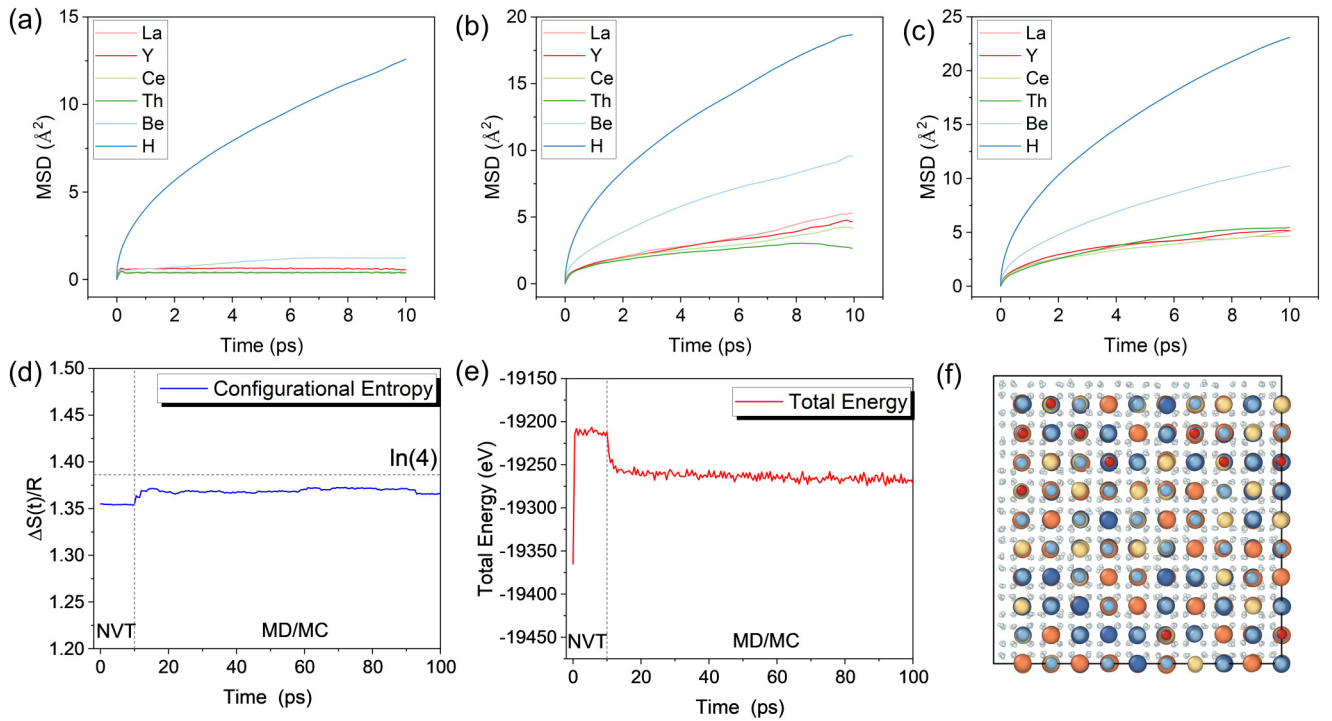 (a)
15
10
5
0
MSD (Å²)
La
Y
Ce
Th
Be
H
0 2 4 6 8 10
Time (ps)
(b)
20
15
10
5
0
MSD (Å²)
La
Y
Ce
Th
Be
H
0 2 4 6 8 10
Time (ps)
(c)
25
20
15
10
5
0
MSD (Å²)
La
Y
Ce
Th
Be
H
0 2 4 6 8 10
Time (ps)
(d)
1.50
1.45
1.40
1.35
1.30
1.25
1.20
ΔS(t)/R
Configurational Entropy
ln(4)
NVT MD/MC
0 20 40 60 80 100
Time (ps)
(e)
-19150
-19200
-19250
-19300
-19350
-19400
-19450
Total Energy (eV)
Total Energy
NVT MD/MC
0 20 40 60 80 100
Time (ps)
(f)